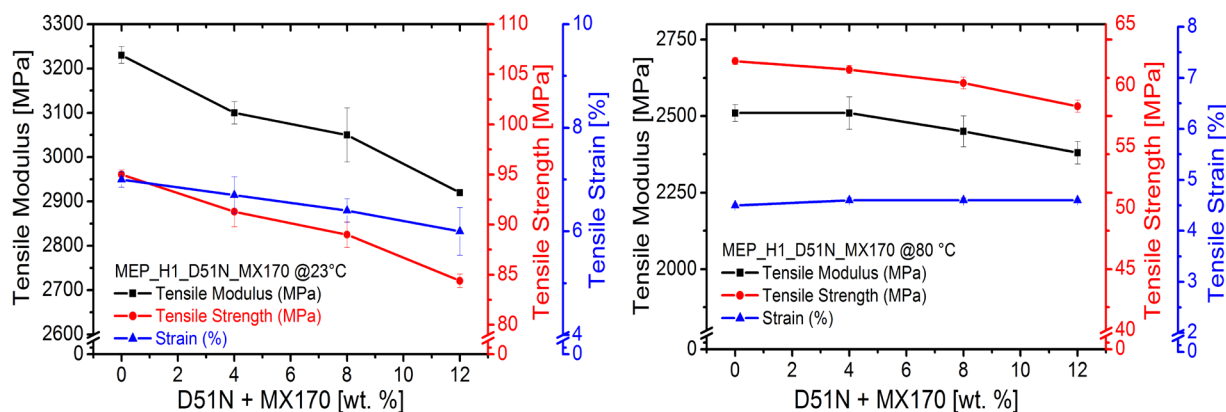 3300
3200
3100
3000
2900
2800
2700
2600
0
Tensile Modulus [MPa]
110
105
100
95
90
85
80
0
Tensile Strength [MPa]
10
8
6
4
0
Tensile Strain [%]
MEP_H1_D51N_MX170 @23°C
Tensile Modulus (MPa)
Tensile Strength (MPa)
Strain (%)
0 2 4 6 8 10 12
D51N + MX170 [wt. %]
2750
2500
2250
2000
0
Tensile Modulus [MPa]
65
60
55
50
45
40
0
Tensile Strength [MPa]
8
7
6
5
4
3
2
0
Tensile Strain [%]
MEP_H1_D51N_MX170 @80 °C
Tensile Modulus (MPa)
Tensile Strength (MPa)
Strain (%)
0 2 4 6 8 10 12
D51N + MX170 [wt. %]